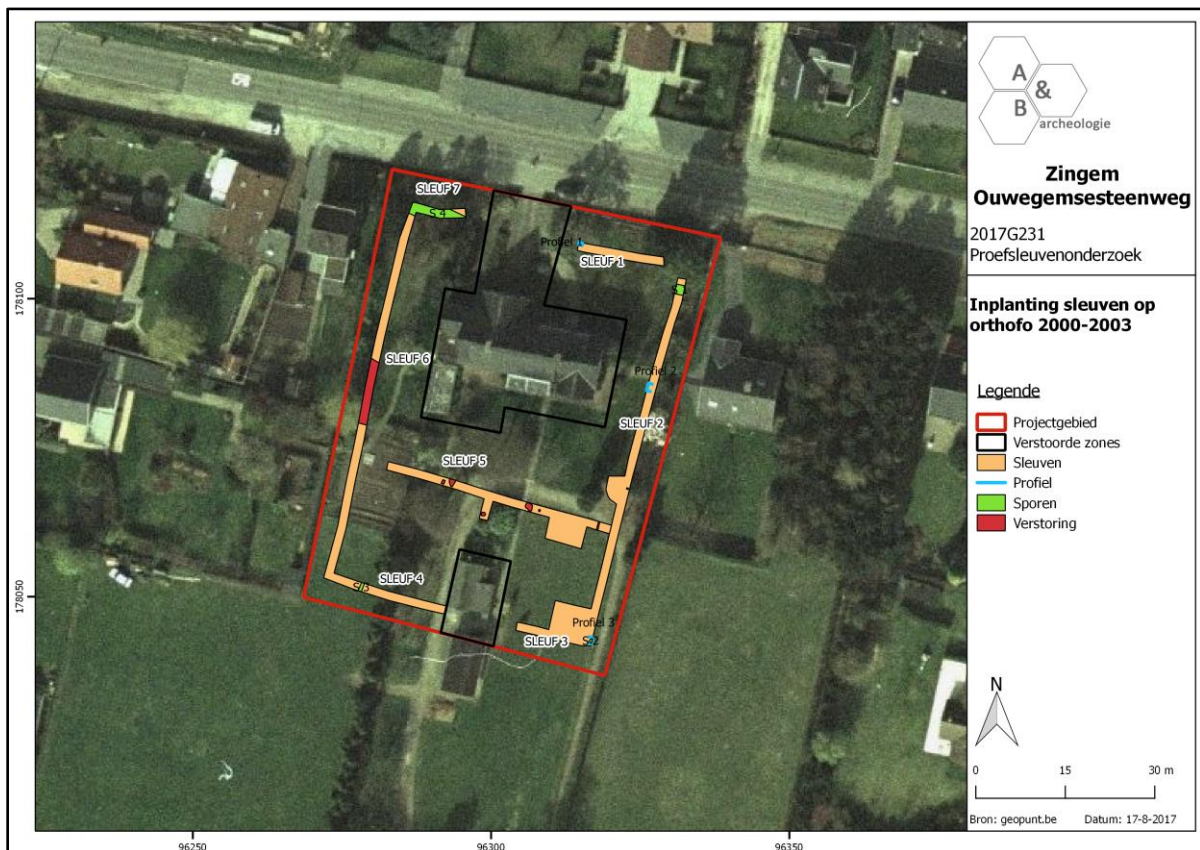 SLEUF 7
S 4
Profiel 1
SLEUF 1
SLEUF 6
Profiel 2
SLEUF 2
SLEUF 5
SLEUF 4
Profiel 3
SLEUF 3
S 2
178100
178050
96250
96300
96350
A
&
B
archeologie
Zingem
Ouwegemsesteenweg
2017G231
Proefsleuvenonderzoek
Inplanting sleuven op
orthofo 2000-2003
Legende
Projectgebied
Verstoorde zones
Sleuven
Profiel
Sporen
Verstoring
N
0 15 30 m
Bron: geopunt.be Datum: 17-8-2017